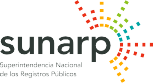 sunarp
Superintendencia Nacional
de los Registros Públicos